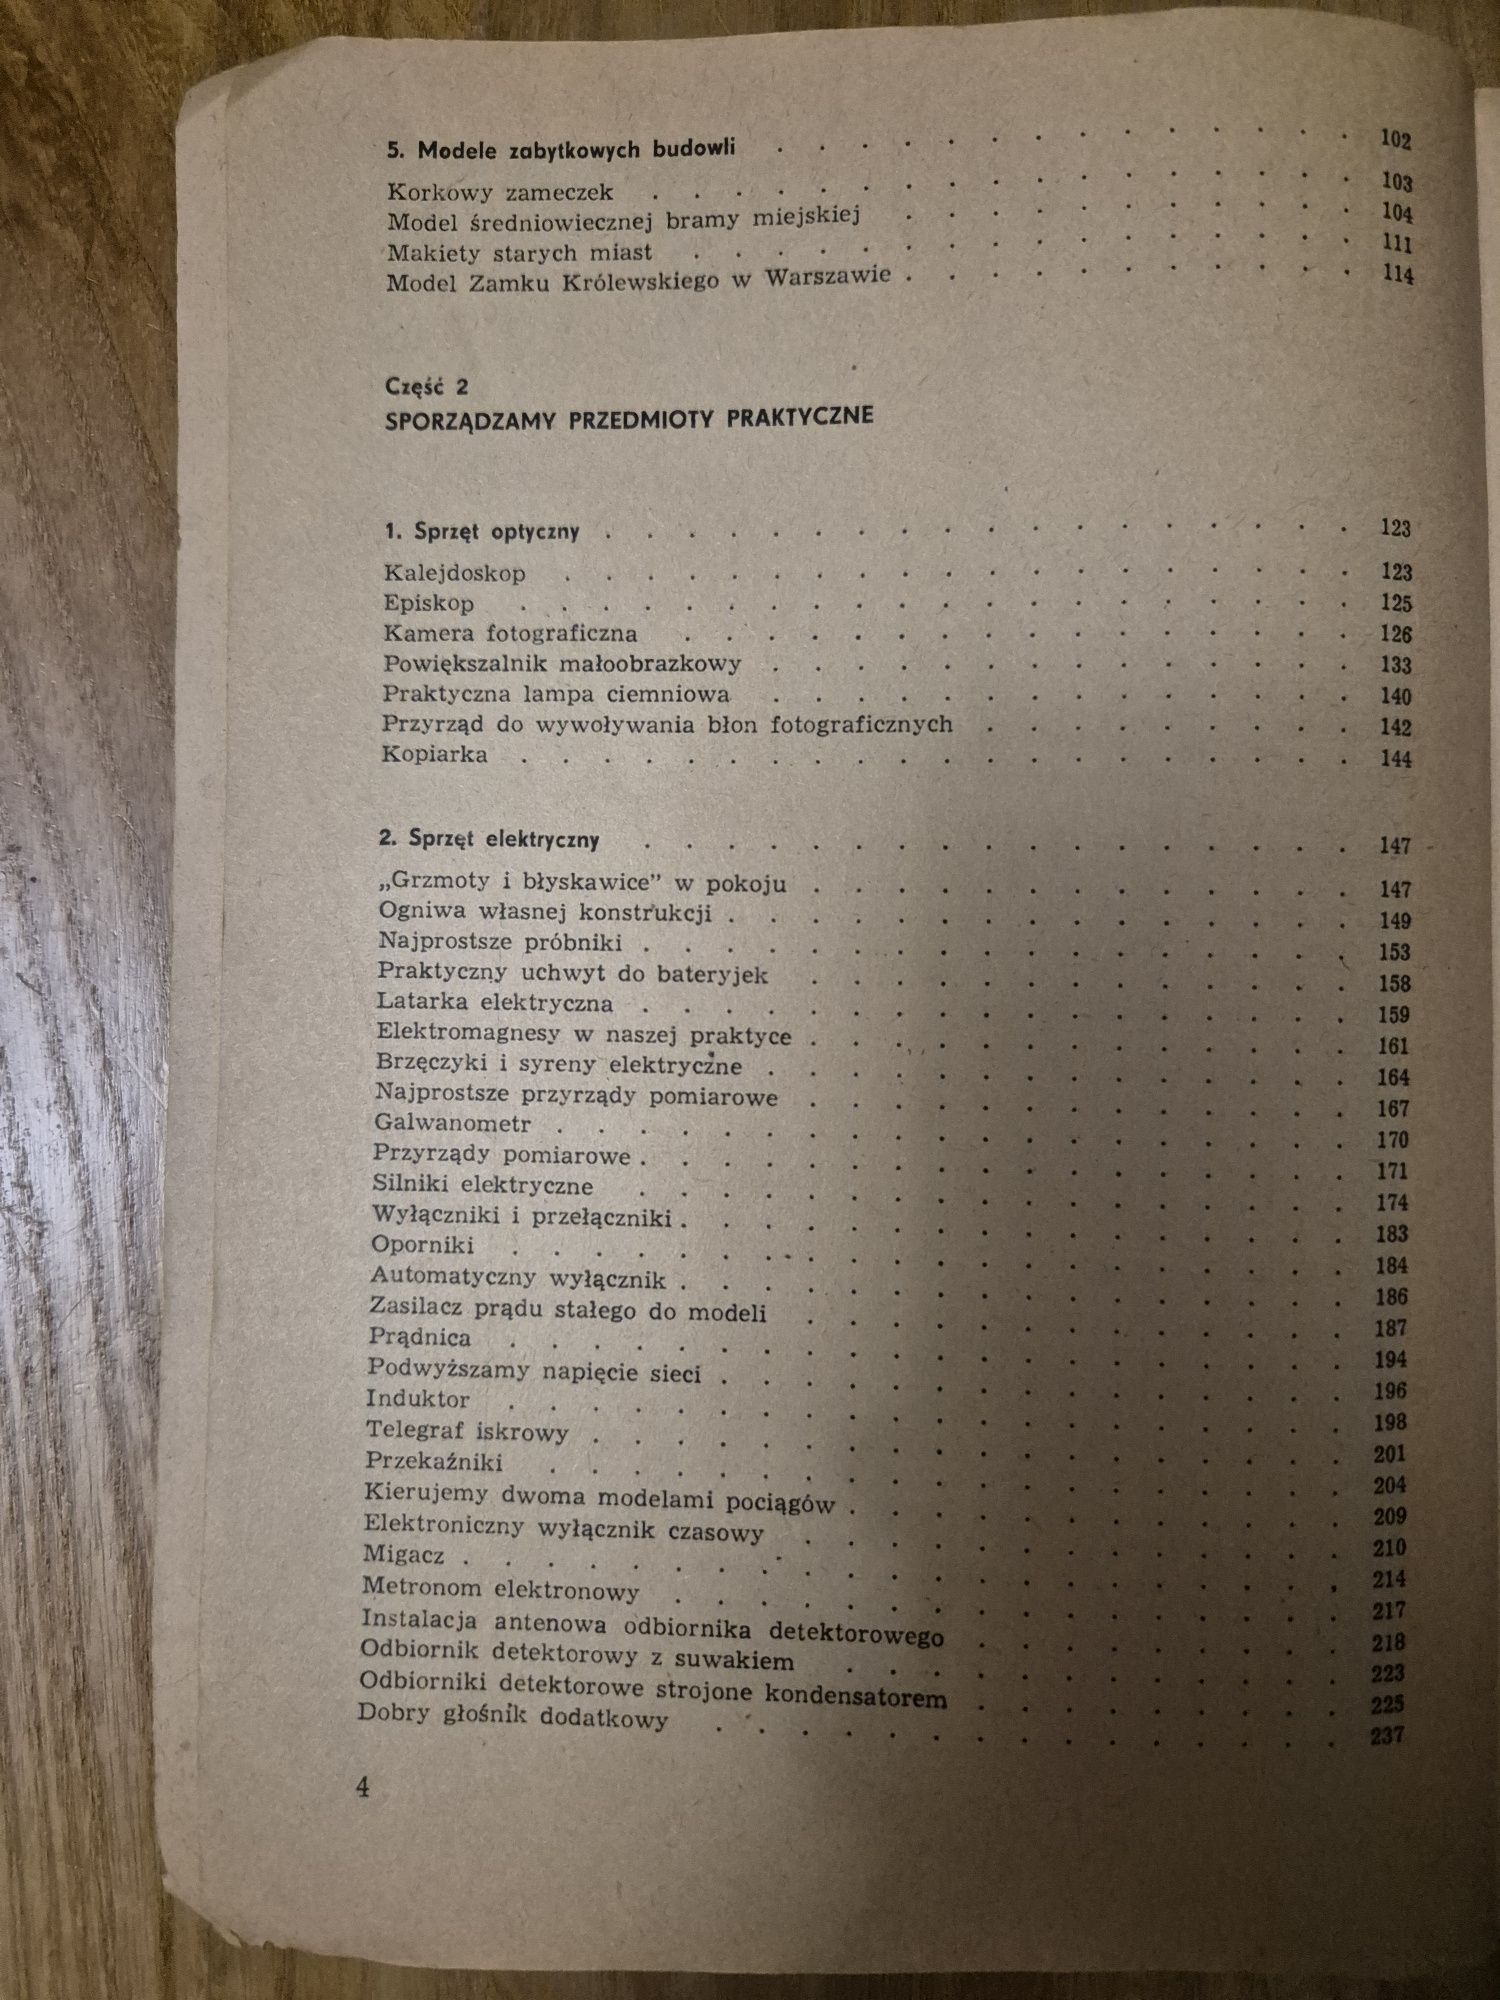 5. Modele zabytkowych budowli . . . . . . . . . . . . . . 102
Korkowy zameczek . . . . . . . . . . . . . . . . . 103
Model średniowiecznej bramy miejskiej . . . . . . . . . . . 104
Makiety starych miast . . . . . . . . . . . . . . . . 111
Model Zamku Królewskiego w Warszawie . . . . . . . . . . . 114
Część 2
SPORZĄDZAMY PRZEDMIOTY PRAKTYCZNE
1. Sprzęt optyczny . . . . . . . . . . . . . . . . . . 123
Kalejdoskop . . . . . . . . . . . . . . . . . . . 123
Episkop . . . . . . . . . . . . . . . . . . . . 125
Kamera fotograficzna . . . . . . . . . . . . . . . . 126
Powiększalnik małoobrazkowy . . . . . . . . . . . . . . 133
Praktyczna lampa ciemniowa . . . . . . . . . . . . . . 140
Przyrząd do wywoływania błon fotograficznych . . . . . . . . . 142
Kopiarka . . . . . . . . . . . . . . . . . . . . 144
2. Sprzęt elektryczny . . . . . . . . . . . . . . . . . 147
„Grzmoty i błyskawice” w pokoju . . . . . . . . . . . . . 147
Ogniwa własnej konstrukcji . . . . . . . . . . . . . . . 149
Najprostsze próbniki . . . . . . . . . . . . . . . . . 153
Praktyczny uchwyt do bateryjek . . . . . . . . . . . . . 158
Latarka elektryczna . . . . . . . . . . . . . . . . . 159
Elektromagnesy w naszej praktyce . . . . . . . . . . . . . 161
Brzęczyki i syreny elektryczne . . . . . . . . . . . . . . 164
Najprostsze przyrządy pomiarowe . . . . . . . . . . . . . 167
Galwanometr . . . . . . . . . . . . . . . . . . . 170
Przyrządy pomiarowe . . . . . . . . . . . . . . . . . 171
Silniki elektryczne . . . . . . . . . . . . . . . . . 174
Wyłączniki i przełączniki . . . . . . . . . . . . . . . . 183
Oporniki . . . . . . . . . . . . . . . . . . . . 184
Automatyczny wyłącznik . . . . . . . . . . . . . . . . 186
Zasilacz prądu stałego do modeli . . . . . . . . . . . . . 187
Prądnica . . . . . . . . . . . . . . . . . . . . 194
Podwyższamy napięcie sieci . . . . . . . . . . . . . . . 196
Induktor . . . . . . . . . . . . . . . . . . . . 198
Telegraf iskrowy . . . . . . . . . . . . . . . . . . 201
Przekaźniki . . . . . . . . . . . . . . . . . . . 204
Kierujemy dwoma modelami pociągów . . . . . . . . . . . . 209
Elektroniczny wyłącznik czasowy . . . . . . . . . . . . . 210
Migacz . . . . . . . . . . . . . . . . . . . . . 214
Metronom elektronowy . . . . . . . . . . . . . . . . 217
Instalacja antenowa odbiornika detektorowego . . . . . . . . . 218
Odbiornik detektorowy z suwakiem . . . . . . . . . . . . 223
Odbiorniki detektorowe strojone kondensatorem . . . . . . . . . 225
Dobry głośnik dodatkowy . . . . . . . . . . . . . . . 237
4